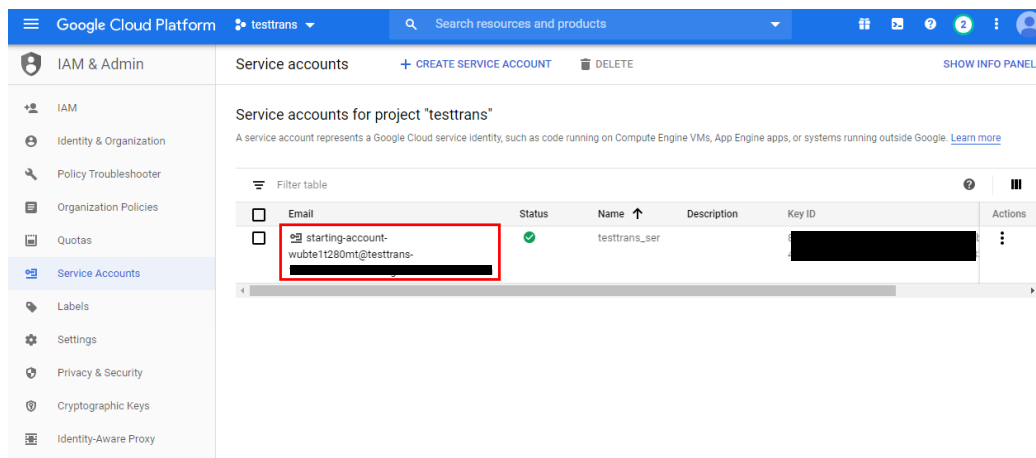 Google Cloud Platform testtrans Search resources and products 2
IAM & Admin Service accounts CREATE SERVICE ACCOUNT DELETE SHOW INFO PANEL
IAM
Identity & Organization
Policy Troubleshooter
Organization Policies
Quotas
Service Accounts
Labels
Settings
Privacy & Security
Cryptographic Keys
Identity-Aware Proxy
Service accounts for project "testtrans"
A service account represents a Google Cloud service identity, such as code running on Compute Engine VMs, App Engine apps, or systems running outside Google. Learn more
Filter table
Email Status Name Description Key ID Actions
starting-account- testtrans_ser
wubte1t280mt@testtrans-